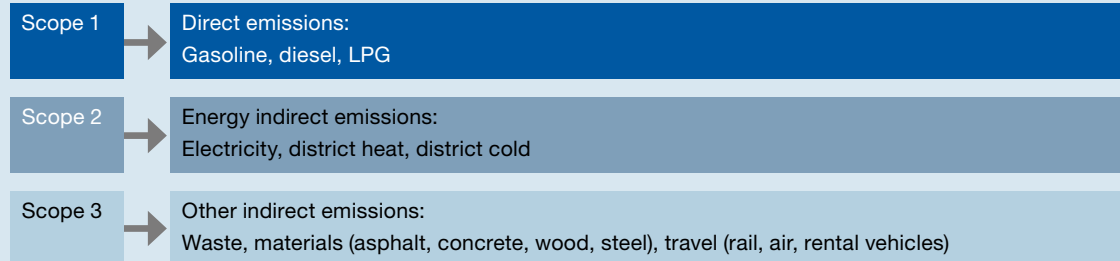 Scope 1
Direct emissions:
Gasoline, diesel, LPG
Scope 2
Energy indirect emissions:
Electricity, district heat, district cold
Scope 3
Other indirect emissions:
Waste, materials (asphalt, concrete, wood, steel), travel (rail, air, rental vehicles)